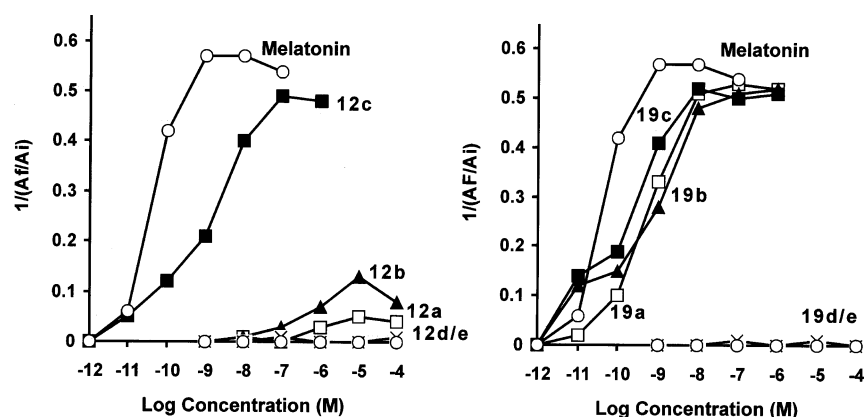 0.6
0.5
0.4
0.3
0.2
0.1
0
1/(Af/Ai)
Melatonin
12c
12b
12a
12d/e
-12 -11 -10 -9 -8 -7 -6 -5 -4
Log Concentration (M)
0.6
0.5
0.4
0.3
0.2
0.1
0
1/(AF/Ai)
Melatonin
19c
19b
19a
19d/e
-12 -11 -10 -9 -8 -7 -6 -5 -4
Log Concentration (M)